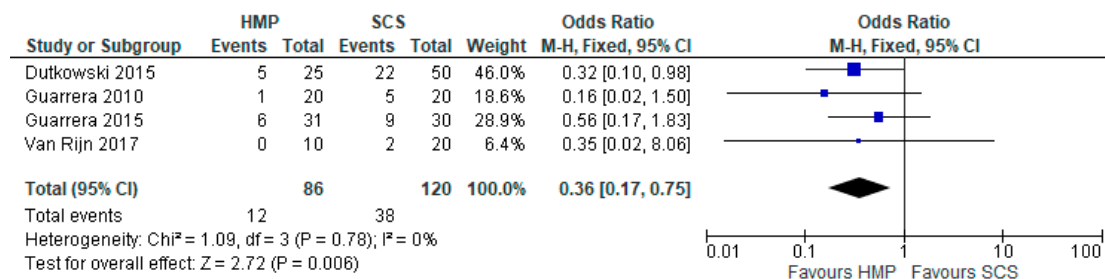 HMP SCS Odds Ratio Odds Ratio
Study or Subgroup Events Total Events Total Weight M-H, Fixed, 95% CI M-H, Fixed, 95% CI
Dutkowski 2015 5 25 22 50 46.0% 0.32 [0.10, 0.98]
Guarrera 2010 1 20 5 20 18.6% 0.16 [0.02, 1.50]
Guarrera 2015 6 31 9 30 28.9% 0.56 [0.17, 1.83]
Van Rijn 2017 0 10 2 20 6.4% 0.35 [0.02, 8.06]
Total (95% CI) 86 120 100.0% 0.36 [0.17, 0.75]
Total events 12 38
Heterogeneity: Chi² = 1.09, df = 3 (P = 0.78); I² = 0%
Test for overall effect: Z = 2.72 (P = 0.006)
0.01 0.1 1 10 100
Favours HMP Favours SCS